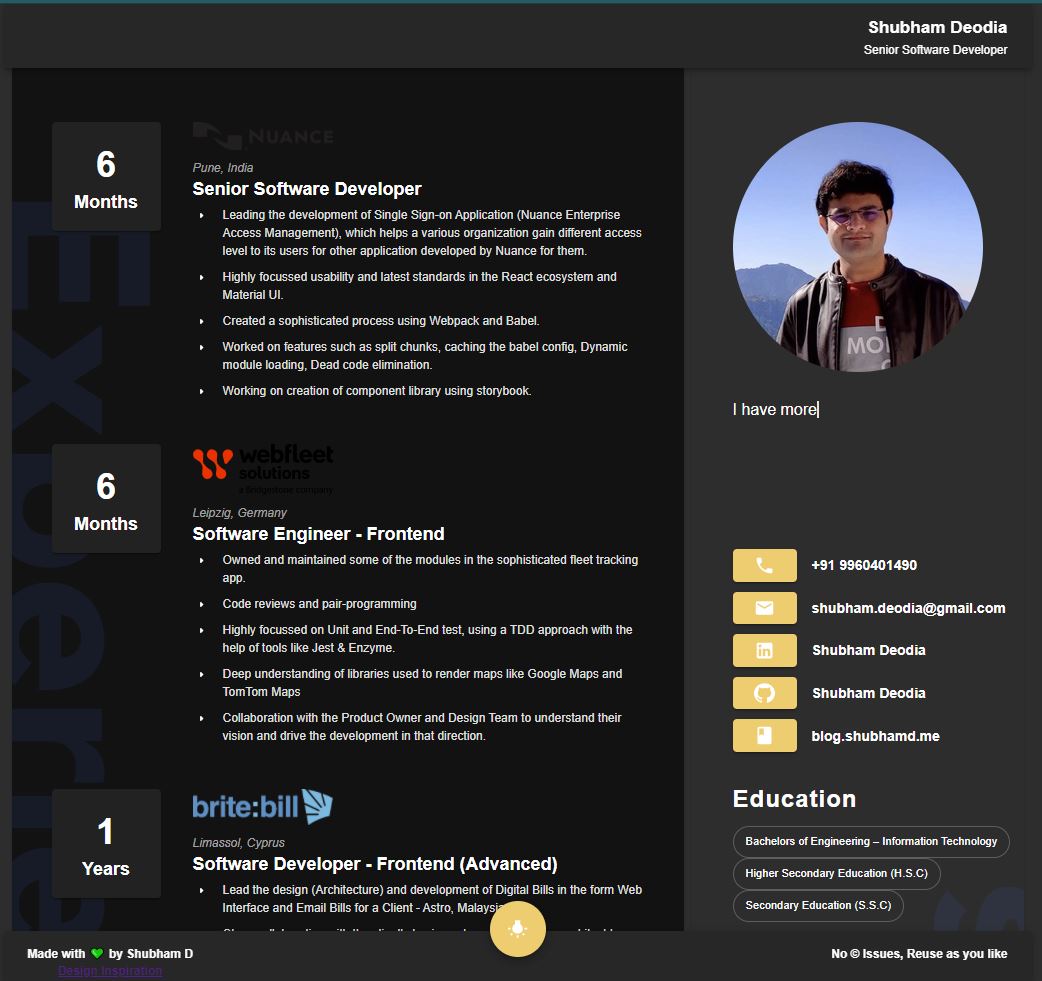 Shubham Deodia
Senior Software Developer
6
Months
NUANCE
Pune, India
Senior Software Developer
Leading the development of Single Sign-on Application (Nuance Enterprise
Access Management), which helps a various organization gain different access
level to its users for other application developed by Nuance for them.
Highly focussed usability and latest standards in the React ecosystem and
Material UI.
Created a sophisticated process using Webpack and Babel.
Worked on features such as split chunks, caching the babel config, Dynamic
module loading, Dead code elimination.
Working on creation of component library using storybook.
6
Months
webfleet
solutions
a Bridgestone company
Leipzig, Germany
Software Engineer - Frontend
Owned and maintained some of the modules in the sophisticated fleet tracking
app.
Code reviews and pair-programming
Highly focussed on Unit and End-To-End test, using a TDD approach with the
help of tools like Jest & Enzyme.
Deep understanding of libraries used to render maps like Google Maps and
TomTom Maps
Collaboration with the Product Owner and Design Team to understand their
vision and drive the development in that direction.
1
Years
brite:bill
Limassol, Cyprus
Software Developer - Frontend (Advanced)
Lead the design (Architecture) and development of Digital Bills in the form Web
Interface and Email Bills for a Client - Astro, Malaysia
Experie
I have more
+91 9960401490
shubham.deodia@gmail.com
Shubham Deodia
Shubham Deodia
blog.shubhamd.me
Education
Bachelors of Engineering – Information Technology
Higher Secondary Education (H.S.C)
Secondary Education (S.S.C)
Made with 💚 by Shubham D
Design Inspiration
No © Issues, Reuse as you like